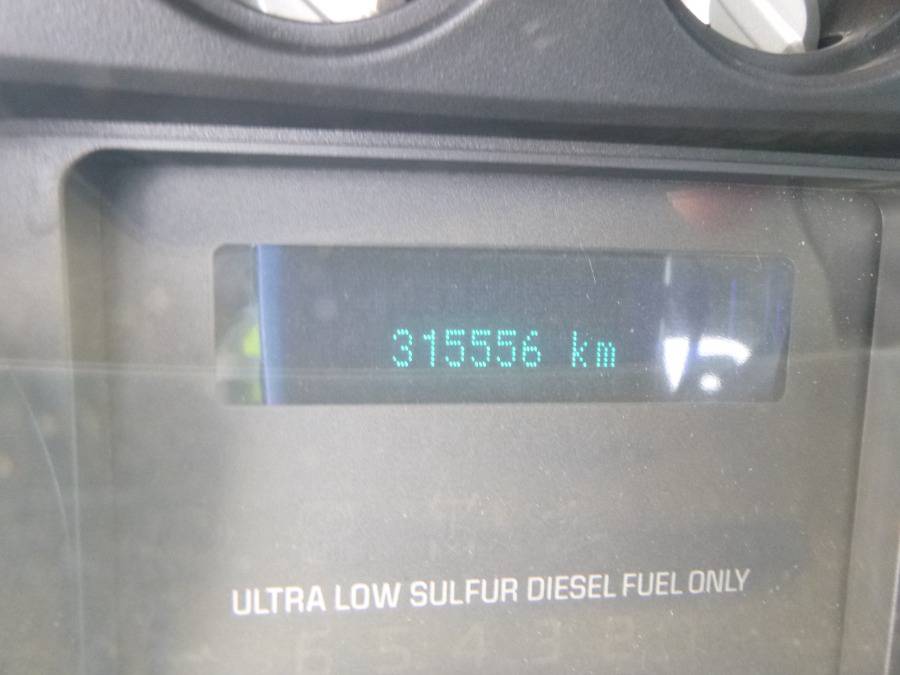 315556 km
ULTRA LOW SULFUR DIESEL FUEL ONLY